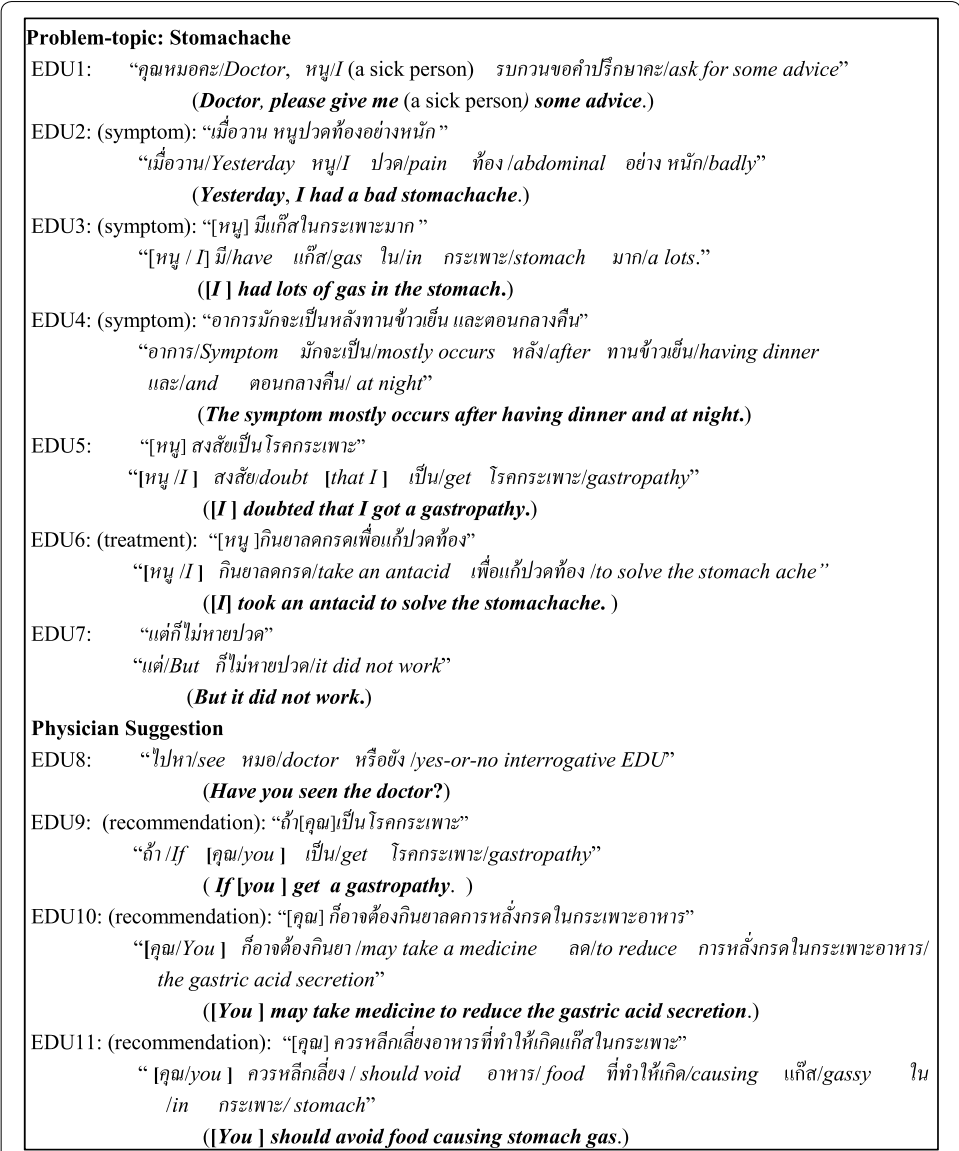 Problem-topic: Stomachache
EDU1: “คุณหมอคะ/Doctor, หนู/I (a sick person) รบกวนขอคำปรึกษาคะ/ask for some advice”
(Doctor, please give me (a sick person) some advice.)
EDU2: (symptom): “เมื่อวาน หนูปวดท้องอย่างหนัก”
“เมื่อวาน/Yesterday หนู/I ปวด/pain ท้อง /abdominal อย่าง หนัก/badly”
(Yesterday, I had a bad stomachache.)
EDU3: (symptom): “[หนู] มีแก๊สในกระเพาะมาก”
“[หนู / I] มี/have แก๊ส/gas ใน/in กระเพาะ/stomach มาก/a lots.”
([I ] had lots of gas in the stomach.)
EDU4: (symptom): “อาการมักจะเป็นหลังทานข้าวเย็น และตอนกลางคืน”
“อาการ/Symptom มักจะเป็น/mostly occurs หลัง/after ทานข้าวเย็น/having dinner
และ/and ตอนกลางคืน/ at night”
(The symptom mostly occurs after having dinner and at night.)
EDU5: “[หนู] สงสัยเป็นโรคกระเพาะ”
“[หนู /I ] สงสัย/doubt [that I ] เป็น/get โรคกระเพาะ/gastropathy”
([I ] doubted that I got a gastropathy.)
EDU6: (treatment): “[หนู ]กินยาลดกรดเพื่อแก้ปวดท้อง”
“[หนู /I ] กินยาลดกรด/take an antacid เพื่อแก้ปวดท้อง /to solve the stomach ache”
([I] took an antacid to solve the stomachache. )
EDU7: “แต่ก็ไม่หายปวด”
“แต่/But ก็ไม่หายปวด/it did not work”
(But it did not work.)
Physician Suggestion
EDU8: “ไปหา/see หมอ/doctor หรือยัง /yes-or-no interrogative EDU”
(Have you seen the doctor?)
EDU9: (recommendation): “ถ้า[คุณ]เป็นโรคกระเพาะ”
“ถ้า /If [คุณ/you ] เป็น/get โรคกระเพาะ/gastropathy”
( If [you ] get a gastropathy. )
EDU10: (recommendation): “[คุณ] ก็อาจต้องกินยาลดการหลั่งกรดในกระเพาะอาหาร”
“[คุณ/You ] ก็อาจต้องกินยา /may take a medicine ลด/to reduce การหลั่งกรดในกระเพาะอาหาร/
the gastric acid secretion”
([You ] may take medicine to reduce the gastric acid secretion.)
EDU11: (recommendation): “[คุณ] ควรหลีกเลี่ยงอาหารที่ทำให้เกิดแก๊สในกระเพาะ”
“ [คุณ/you ] ควรหลีกเลี่ยง / should void อาหาร/ food ที่ทำให้เกิด/causing แก๊ส/gassy ใน
/in กระเพาะ/ stomach”
([You ] should avoid food causing stomach gas.)